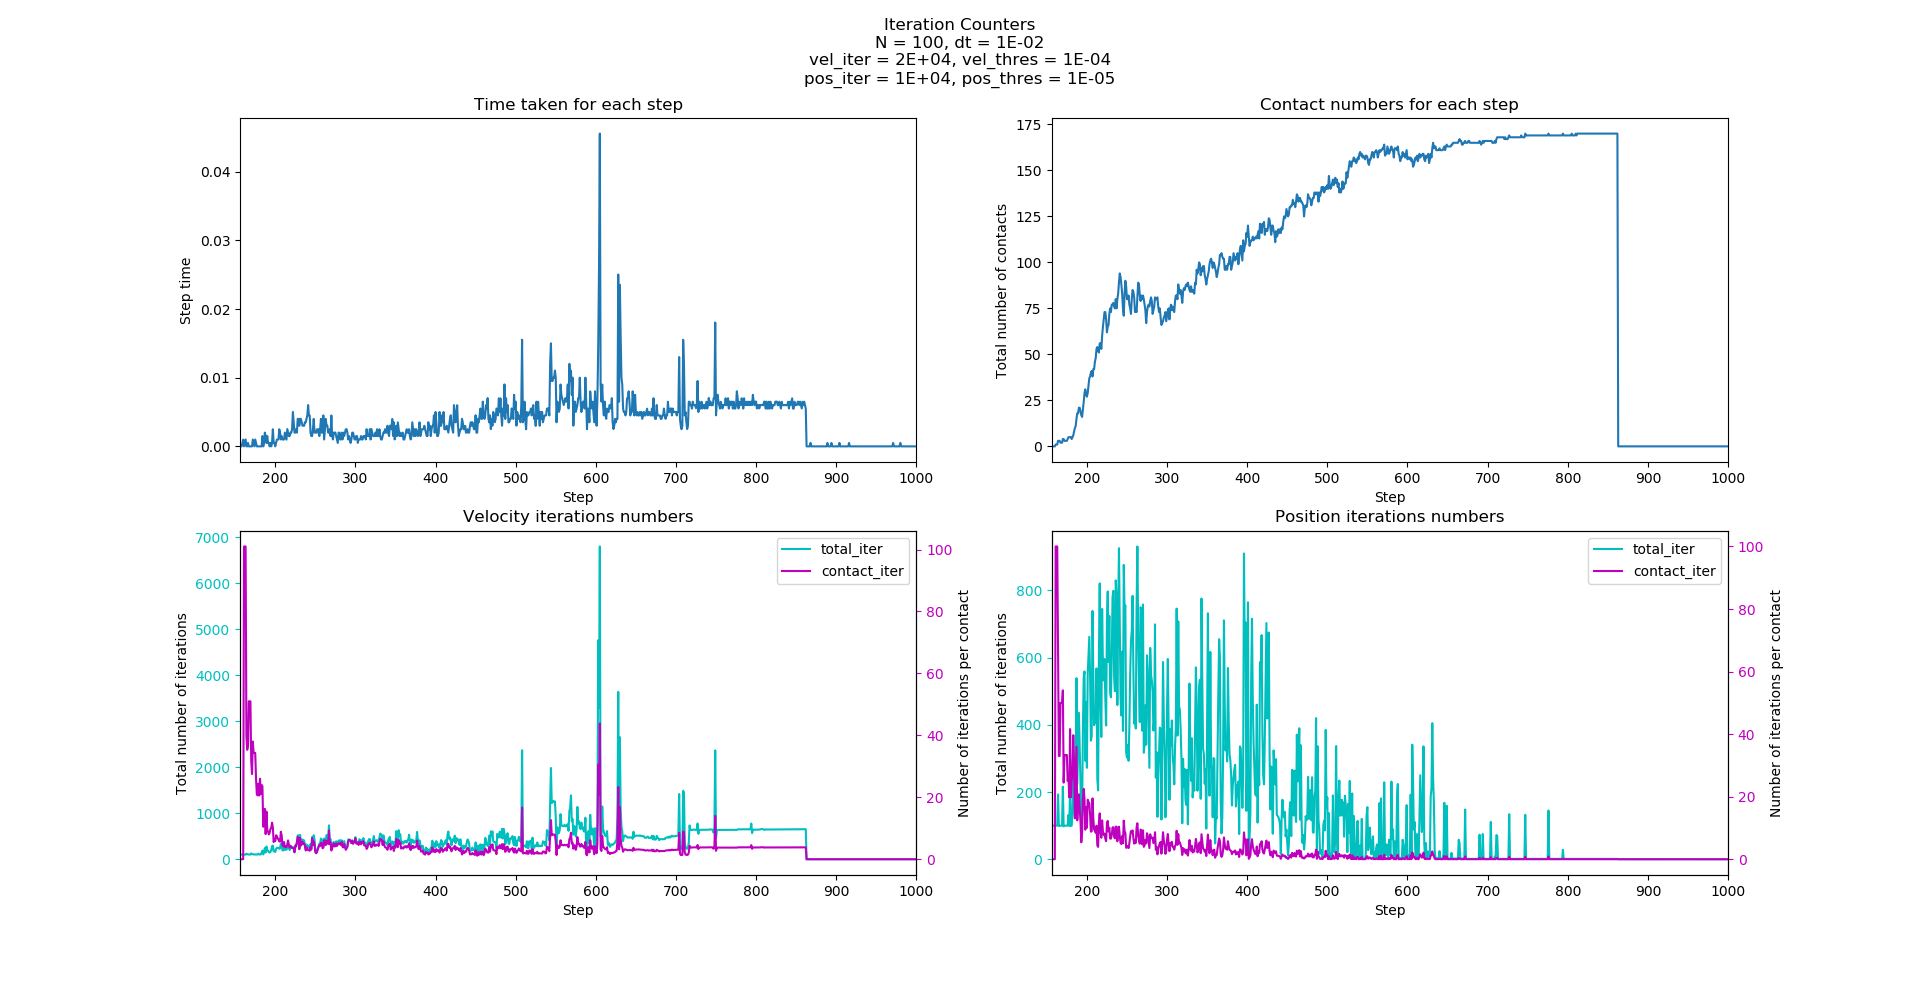 Iteration Counters
N = 100, dt = 1E-02
vel_iter = 2E+04, vel_thres = 1E-04
pos_iter = 1E+04, pos_thres = 1E-05
Time taken for each step
Step time
0.04
0.03
0.02
0.01
0.00
200 300 400 500 600 700 800 900 1000
Step
Contact numbers for each step
Total number of contacts
175
150
125
100
75
50
25
0
200 300 400 500 600 700 800 900 1000
Step
Velocity iterations numbers
Total number of iterations
7000
6000
5000
4000
3000
2000
1000
0
total_iter
contact_iter
100
80
60
40
20
0
Number of iterations per contact
200 300 400 500 600 700 800 900 1000
Step
Position iterations numbers
Total number of iterations
800
600
400
200
0
total_iter
contact_iter
100
80
60
40
20
0
Number of iterations per contact
200 300 400 500 600 700 800 900 1000
Step